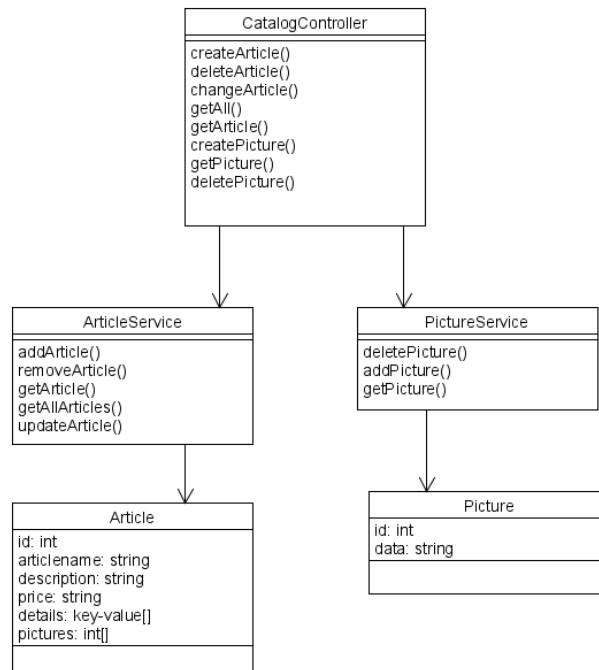 CatalogController
createArticle()
deleteArticle()
changeArticle()
getAll()
getArticle()
createPicture()
getPicture()
deletePicture()
ArticleService
addArticle()
removeArticle()
getArticle()
getAllArticles()
updateArticle()
PictureService
deletePicture()
addPicture()
getPicture()
Article
id: int
articlename: string
description: string
price: string
details: key-value[]
pictures: int[]
Picture
id: int
data: string